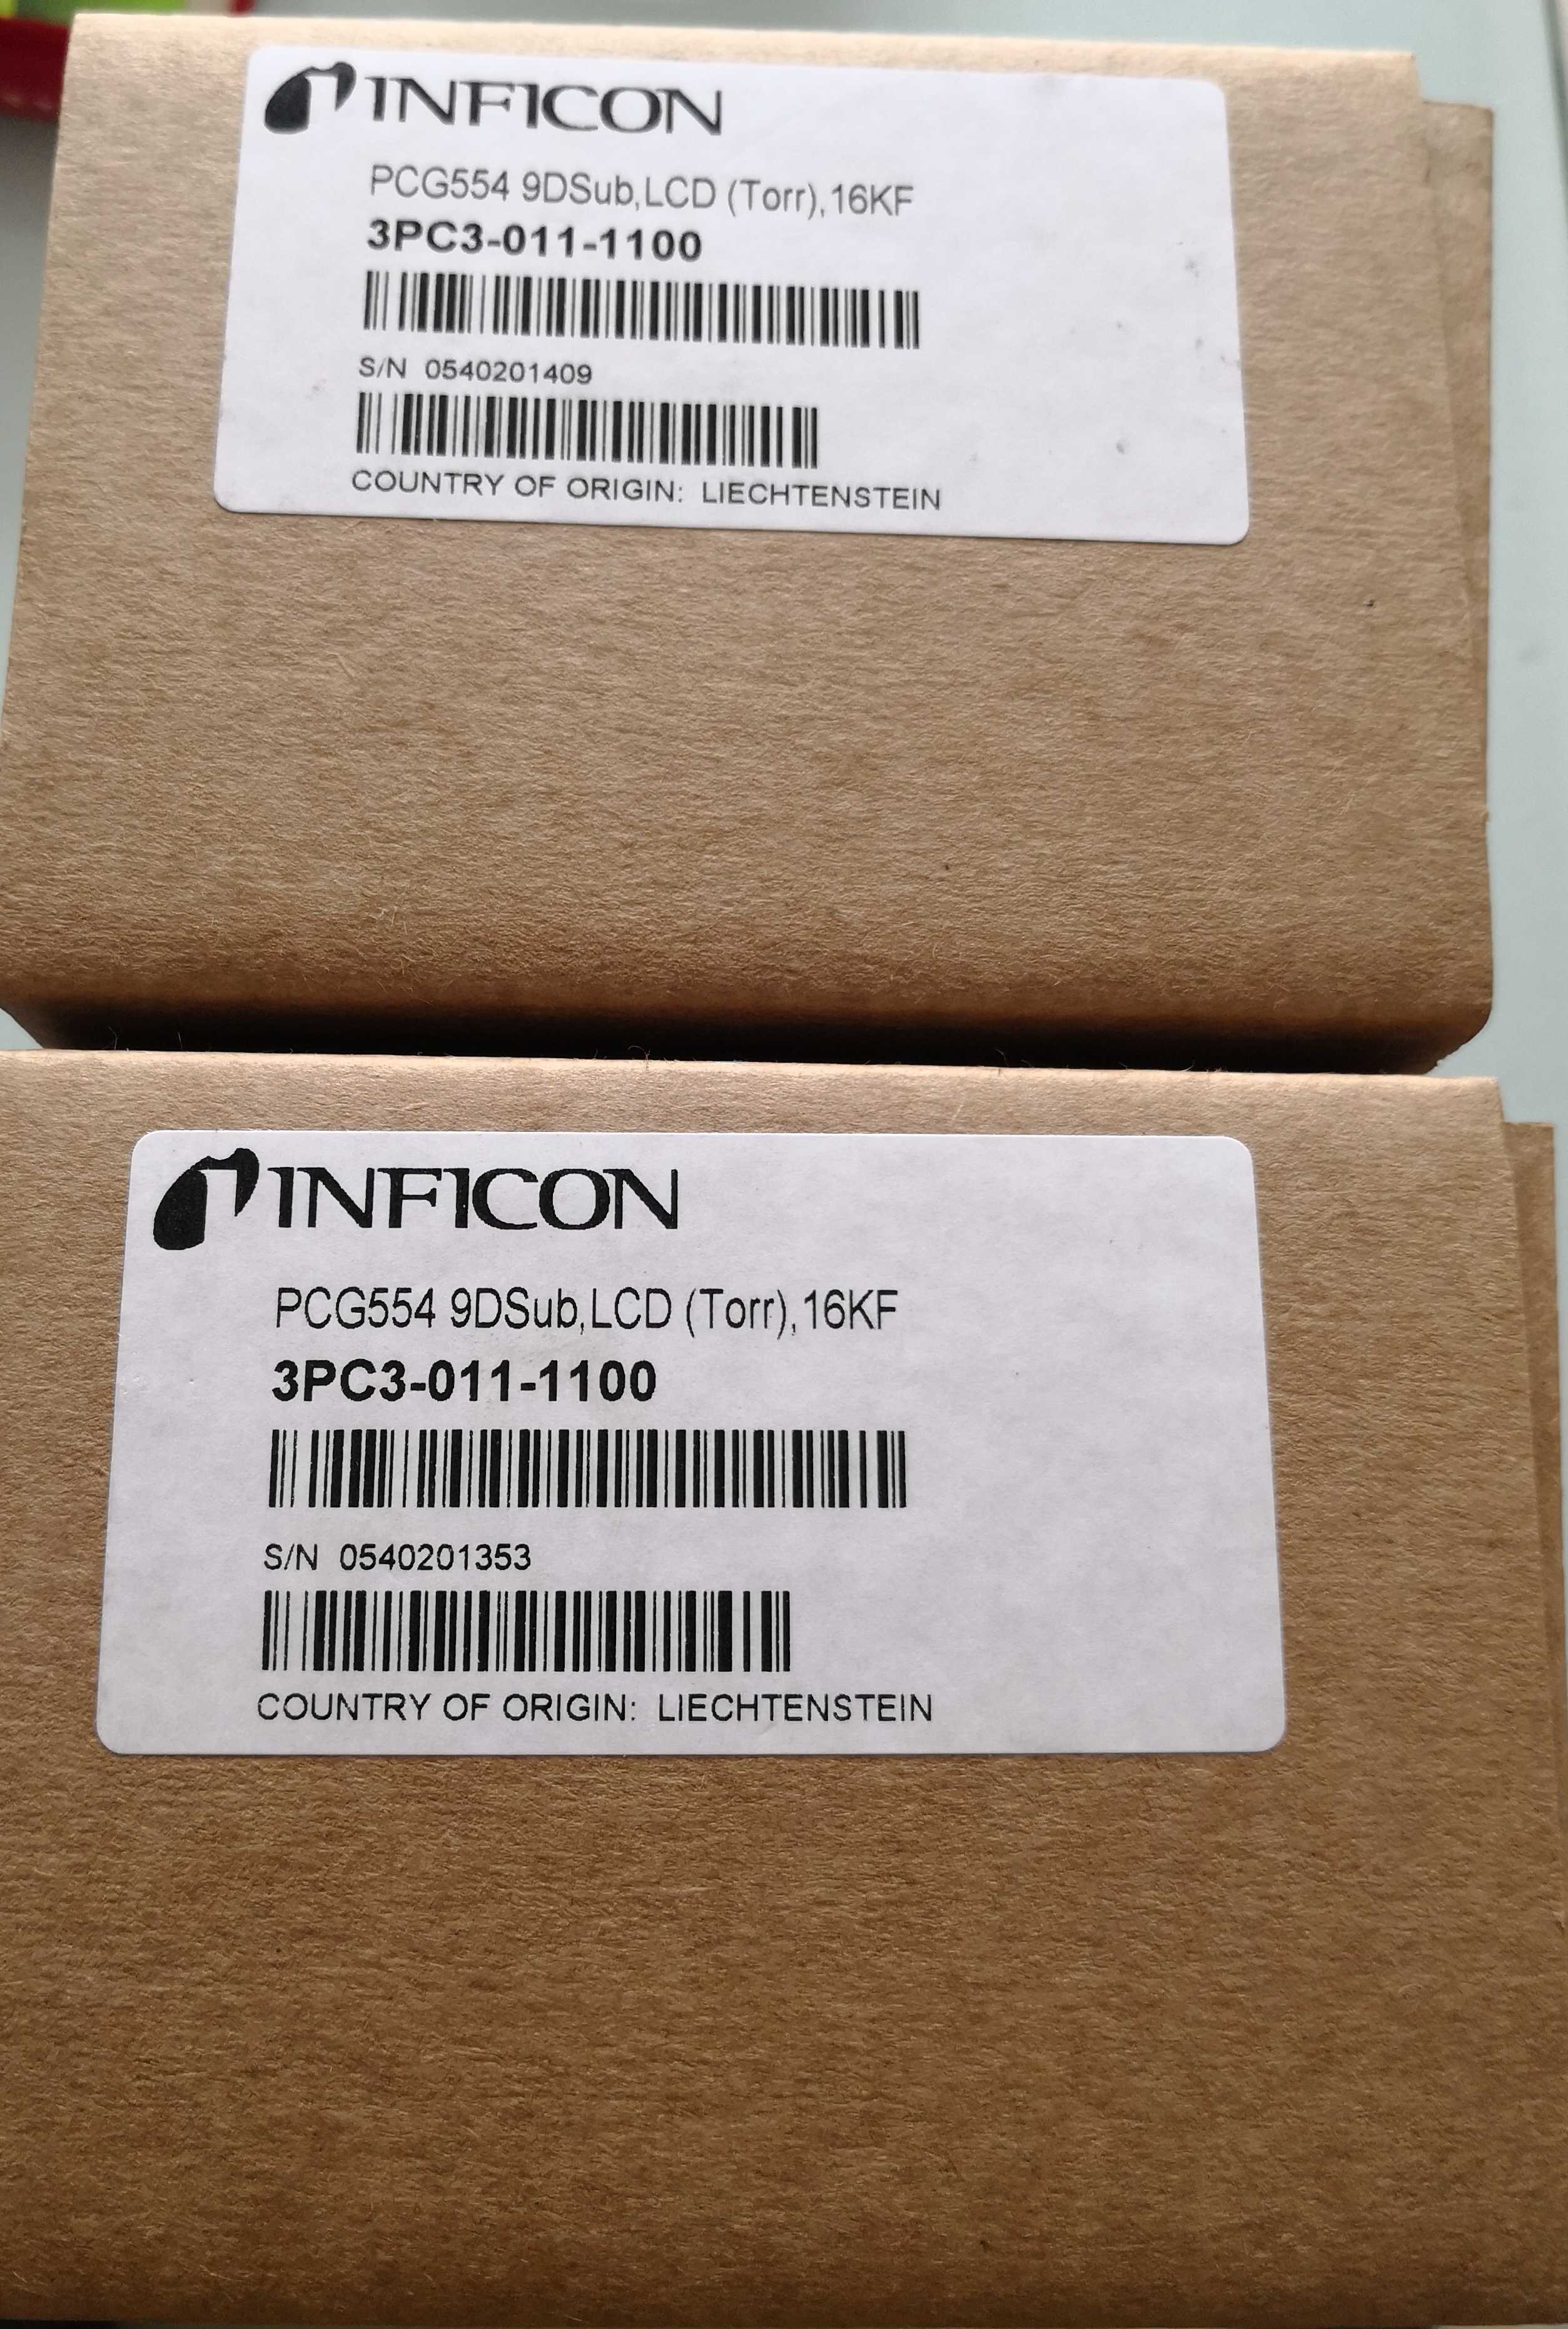 INFICON
PCG554 9DSub,LCD (Torr),16KF
3PC3-011-1100
S/N 0540201409
COUNTRY OF ORIGIN: LIECHTENSTEIN
INFICON
PCG554 9DSub,LCD (Torr),16KF
3PC3-011-1100
S/N 0540201353
COUNTRY OF ORIGIN: LIECHTENSTEIN